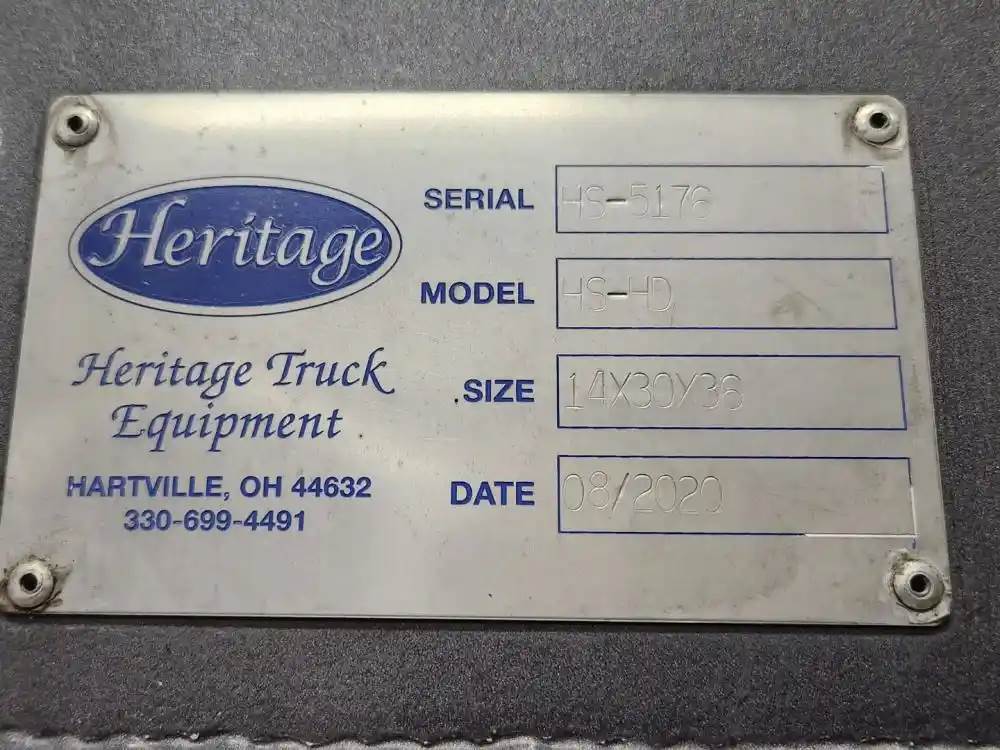 Heritage
Heritage Truck
Equipment
HARTVILLE, OH 44632
330-699-4491
SERIAL HS-5176
MODEL HS-HD
.SIZE 14X30X36
DATE 08/2020